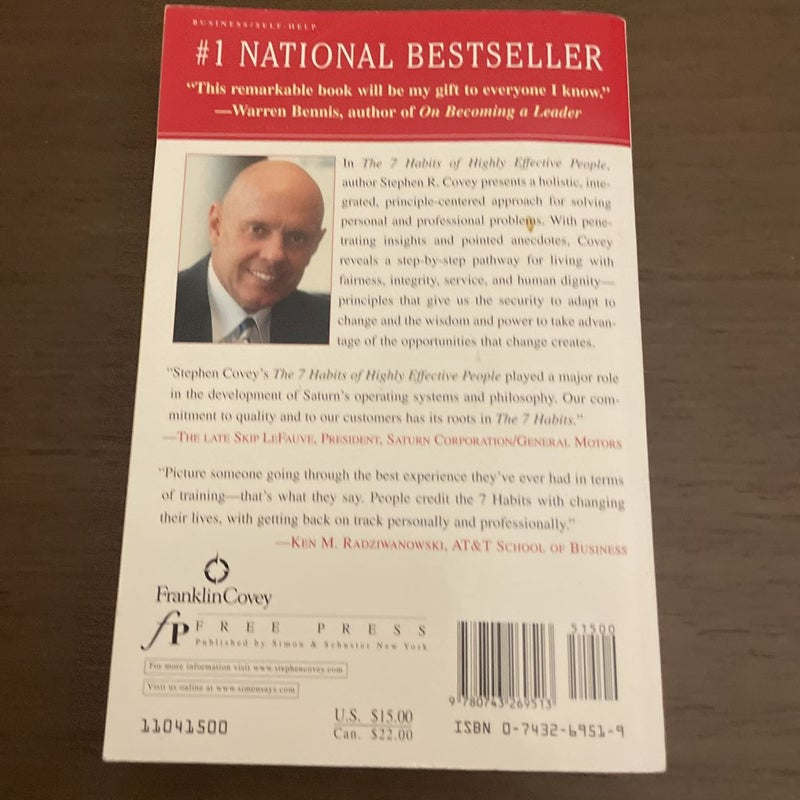 BUSINESS/SELF-HELP
#1 NATIONAL BESTSELLER
“This remarkable book will be my gift to everyone I know.”
—Warren Bennis, author of On Becoming a Leader
In The 7 Habits of Highly Effective People,
author Stephen R. Covey presents a holistic, inte-
grated, principle-centered approach for solving
personal and professional problems. With pene-
trating insights and pointed anecdotes, Covey
reveals a step-by-step pathway for living with
fairness, integrity, service, and human dignity—
principles that give us the security to adapt to
change and the wisdom and power to take advan-
tage of the opportunities that change creates.
“Stephen Covey’s The 7 Habits of Highly Effective People played a major role
in the development of Saturn’s operating systems and philosophy. Our com-
mitment to quality and to our customers has its roots in The 7 Habits.”
—THE LATE SKIP LEFAUVE, PRESIDENT, SATURN CORPORATION/GENERAL MOTORS
“Picture someone going through the best experience they’ve ever had in terms
of training—that’s what they say. People credit the 7 Habits with changing
their lives, with getting back on track personally and professionally.”
—KEN M. RADZIWANOWSKI, AT&T SCHOOL OF BUSINESS
FranklinCovey
fP FREE PRESS
Published by Simon & Schuster New York
For more information visit www.stephencovey.com
Visit us online at www.simonsays.com
11041500
U.S. $15.00
Can. $22.00
51500
9 780743 269513
ISBN 0-7432-6951-9